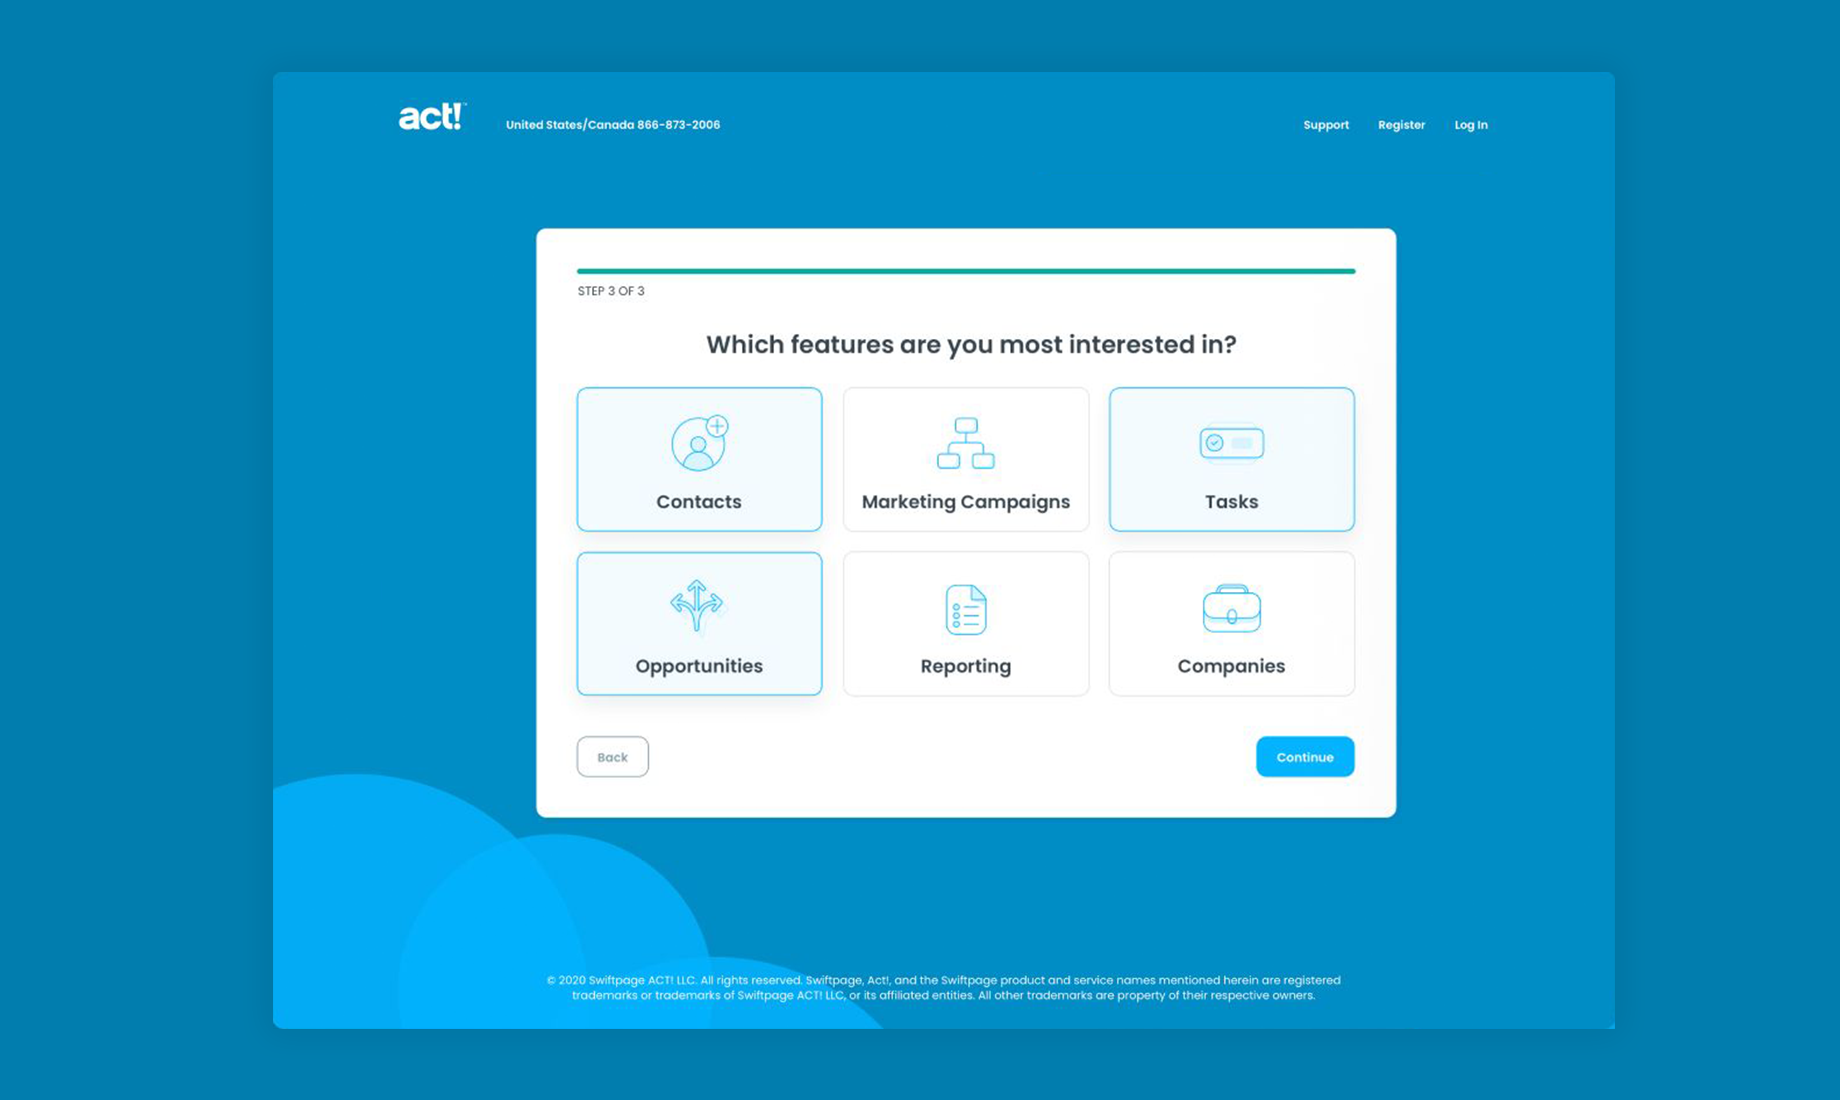 act!™
United States/Canada 866-873-2006
Support
Register
Log In
STEP 3 OF 3
Which features are you most interested in?
Contacts
Marketing Campaigns
Tasks
Opportunities
Reporting
Companies
Back
Continue
© 2020 Swiftpage ACT! LLC. All rights reserved. Swiftpage, Act!, and the Swiftpage product and service names mentioned herein are registered
trademarks or trademarks of Swiftpage ACT! LLC, or its affiliated entities. All other trademarks are property of their respective owners.